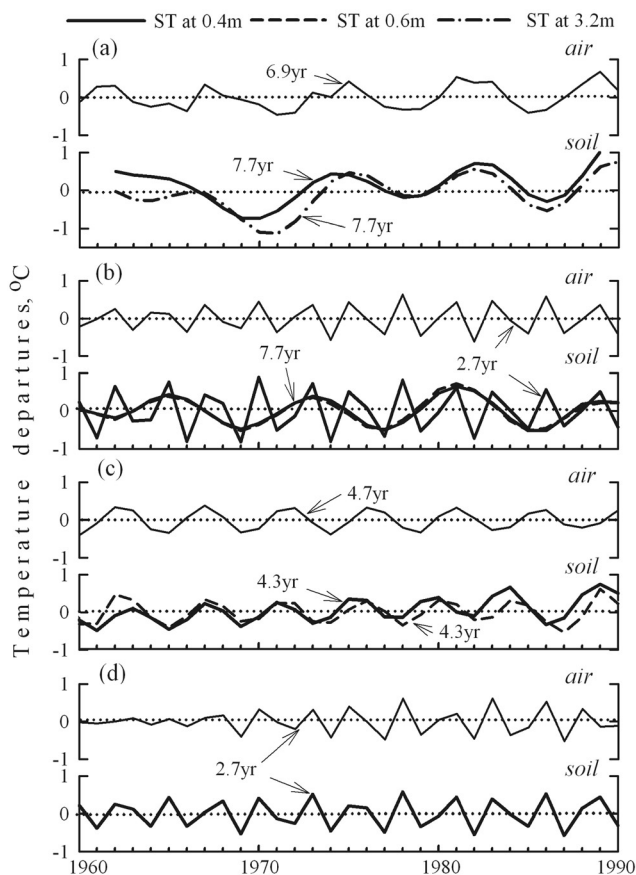 ST at 0.4m ST at 0.6m ST at 3.2m
(a)
air
1
6.9yr
0
-1
soil
1
7.7yr
0
7.7yr
-1
(b)
air
1
0
-1
7.7yr
2.7yr
soil
1
0
-1
(c)
air
1
4.7yr
0
-1
soil
1
4.3yr
0
4.3yr
-1
(d)
air
1
0
-1
2.7yr
soil
1
0
-1
1960 1970 1980 1990
Temperature departures, ºC